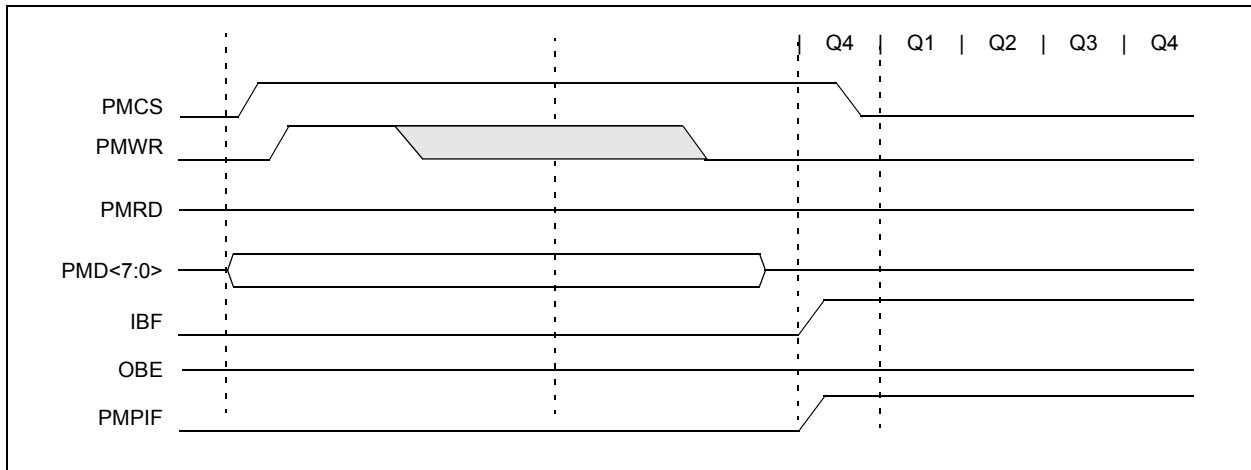 | Q4 | Q1 | Q2 | Q3 | Q4
PMCS
PMWR
PMRD
PMD<7:0>
IBF
OBE
PMPIF